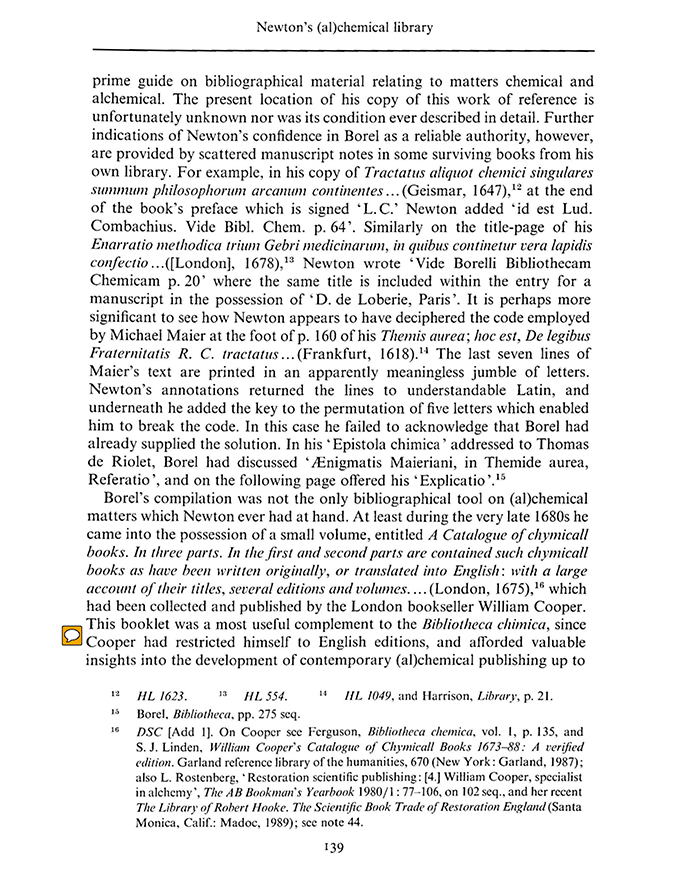 Newton's (al)chemical library
prime guide on bibliographical material relating to matters chemical and
alchemical. The present location of his copy of this work of reference is
unfortunately unknown nor was its condition ever described in detail. Further
indications of Newton's confidence in Borel as a reliable authority, however,
are provided by scattered manuscript notes in some surviving books from his
own library. For example, in his copy of Tractatus aliquot chemici singulares
summum philosophorum arcanum continentes...(Geismar, 1647),¹² at the end
of the book's preface which is signed ‘L.C.’ Newton added ‘id est Lud.
Combachius. Vide Bibl. Chem. p. 64’. Similarly on the title-page of his
Enarratio methodica trium Gebri medicinarum, in quibus continetur vera lapidis
confectio...([London], 1678),¹³ Newton wrote ‘Vide Borelli Bibliothecam
Chemicam p. 20’ where the same title is included within the entry for a
manuscript in the possession of ‘D. de Loberie, Paris’. It is perhaps more
significant to see how Newton appears to have deciphered the code employed
by Michael Maier at the foot of p. 160 of his Themis aurea; hoc est, De legibus
Fraternitatis R. C. tractatus...(Frankfurt, 1618).¹⁴ The last seven lines of
Maier's text are printed in an apparently meaningless jumble of letters.
Newton's annotations returned the lines to understandable Latin, and
underneath he added the key to the permutation of five letters which enabled
him to break the code. In this case he failed to acknowledge that Borel had
already supplied the solution. In his ‘Epistola chimica’ addressed to Thomas
de Riolet, Borel had discussed ‘Ænigmatis Maieriani, in Themide aurea,
Referatio’, and on the following page offered his ‘Explicatio’.¹⁵
Borel's compilation was not the only bibliographical tool on (al)chemical
matters which Newton ever had at hand. At least during the very late 1680s he
came into the possession of a small volume, entitled A Catalogue of chymicall
books. In three parts. In the first and second parts are contained such chymicall
books as have been written originally, or translated into English: with a large
account of their titles, several editions and volumes....(London, 1675),¹⁶ which
had been collected and published by the London bookseller William Cooper.
This booklet was a most useful complement to the Bibliotheca chimica, since
Cooper had restricted himself to English editions, and afforded valuable
insights into the development of contemporary (al)chemical publishing up to
¹² HL 1623. ¹³ HL 554. ¹⁴ HL 1049, and Harrison, Library, p. 21.
¹⁵ Borel, Bibliotheca, pp. 275 seq.
¹⁶ DSC [Add 1]. On Cooper see Ferguson, Bibliotheca chemica, vol. 1, p. 135, and
S. J. Linden, William Cooper's Catalogue of Chymicall Books 1673–88: A verified
edition. Garland reference library of the humanities, 670 (New York: Garland, 1987);
also L. Rostenberg, ‘Restoration scientific publishing: [4.] William Cooper, specialist
in alchemy’, The AB Bookman's Yearbook 1980/1: 77–106, on 102 seq., and her recent
The Library of Robert Hooke. The Scientific Book Trade of Restoration England (Santa
Monica, Calif.: Madoc, 1989); see note 44.
139